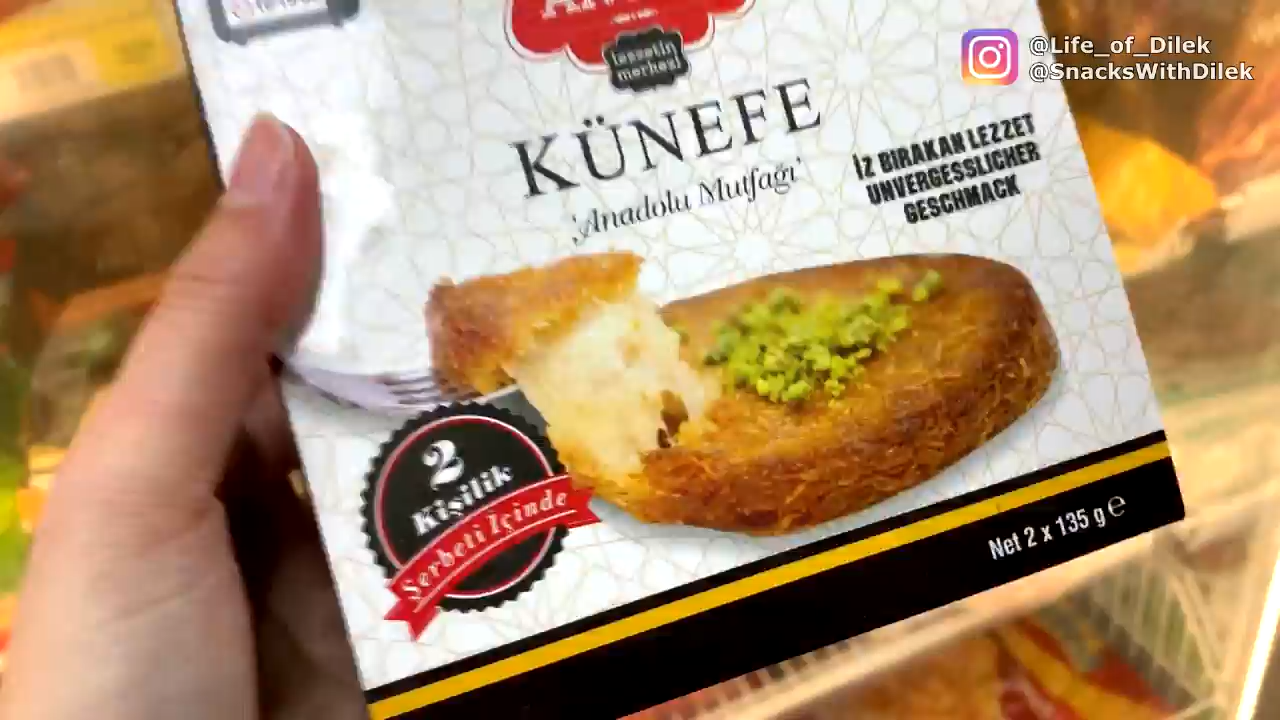 lezzetin
merkezi
KÜNEFE
'Anadolu Mutfağı'
İZ BIRAKAN LEZZET
UNVERGESSLICHER
GESCHMACK
2
Kişilik
Şerbeti İçinde
Net 2 x 135 g e
@Life_of_Dilek
@SnacksWithDilek